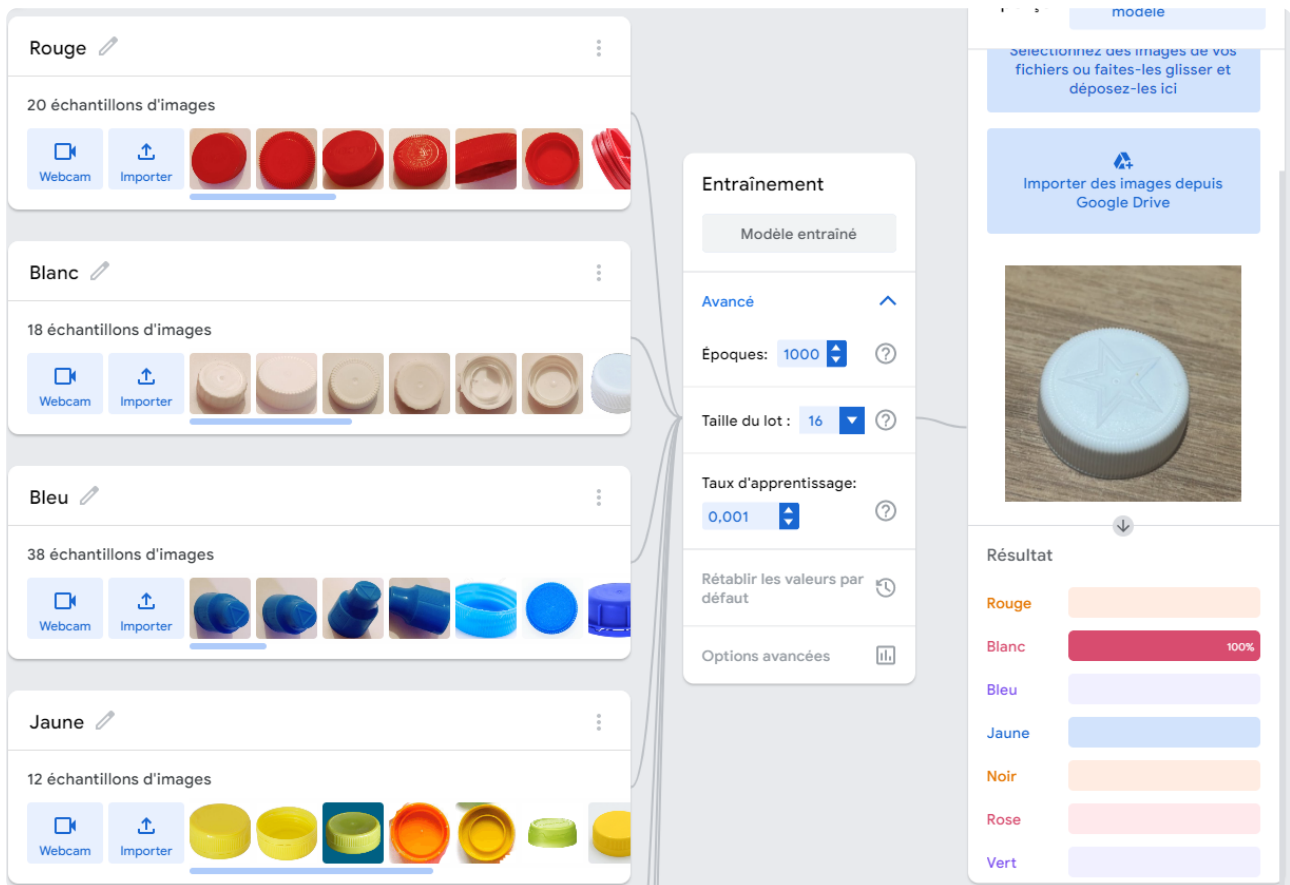 Rouge
20 échantillons d'images
Webcam
Importer
Blanc
18 échantillons d'images
Webcam
Importer
Bleu
38 échantillons d'images
Webcam
Importer
Jaune
12 échantillons d'images
Webcam
Importer
Entraînement
Modèle entraîné
Avancé
Époques: 1000
Taille du lot : 16
Taux d'apprentissage:
0,001
Rétablir les valeurs par
défaut
Options avancées
modèle
Sélectionnez des images de vos
fichiers ou faites-les glisser et
déposez-les ici
Importer des images depuis
Google Drive
Résultat
Rouge
Blanc 100%
Bleu
Jaune
Noir
Rose
Vert